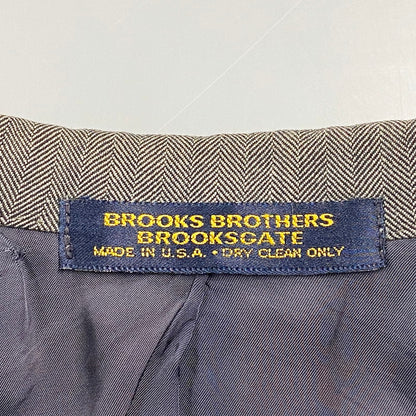 BROOKS BROTHERS
BROOKSGATE
MADE IN U.S.A. • DRY CLEAN ONLY